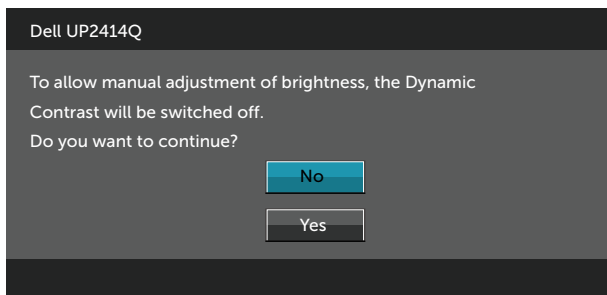 Dell UP2414Q
To allow manual adjustment of brightness, the Dynamic
Contrast will be switched off.
Do you want to continue?
No
Yes